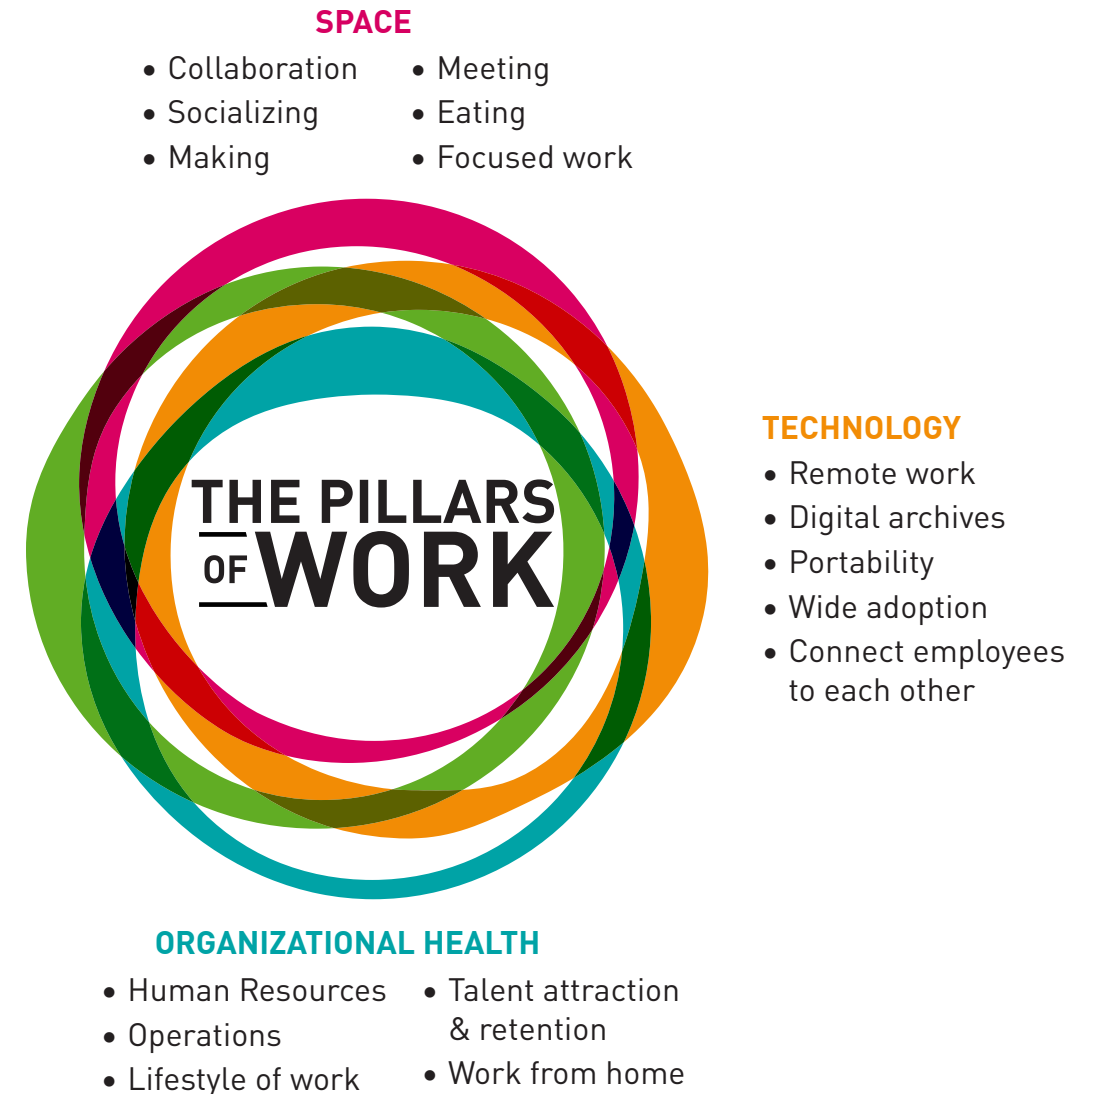 SPACE
• Collaboration
• Socializing
• Making
• Meeting
• Eating
• Focused work
THE PILLARS
OF WORK
TECHNOLOGY
• Remote work
• Digital archives
• Portability
• Wide adoption
• Connect employees
to each other
ORGANIZATIONAL HEALTH
• Human Resources
• Operations
• Lifestyle of work
• Talent attraction
& retention
• Work from home